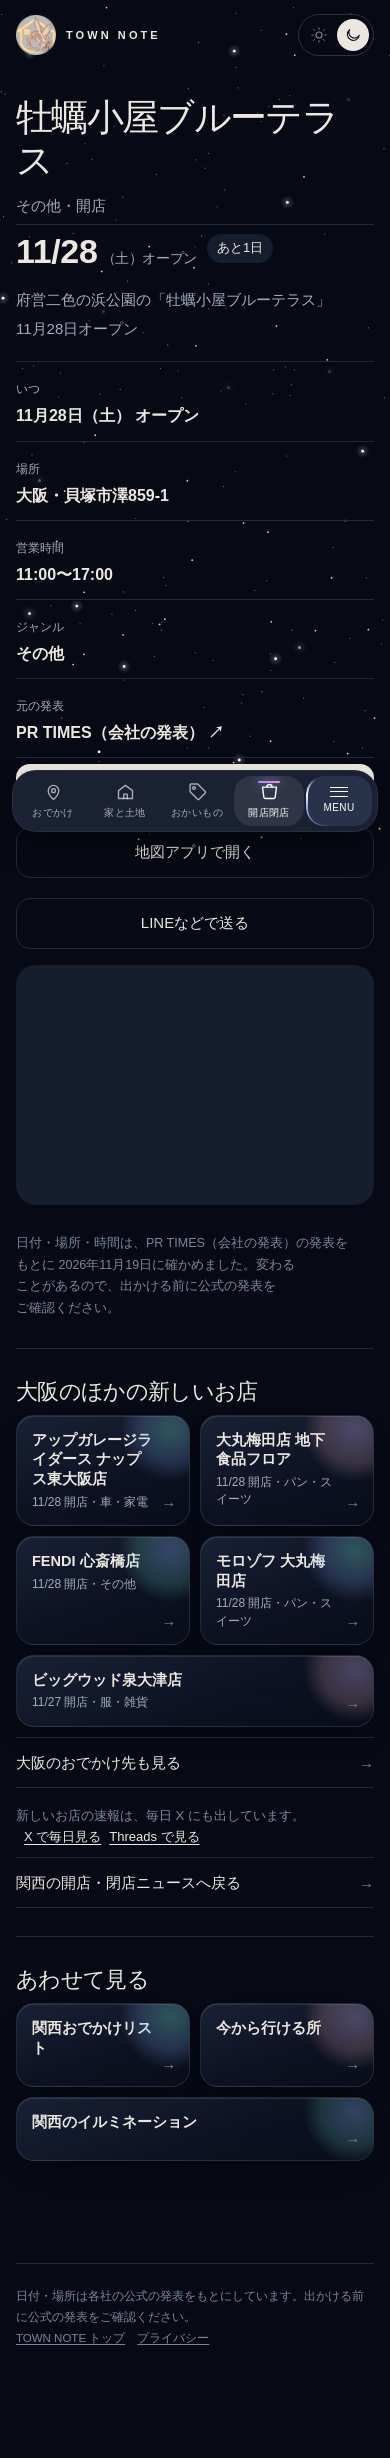 TOWN NOTE
牡蠣小屋ブルーテラ
ス
その他・開店
11/28（土）オープン あと1日
府営二色の浜公園の「牡蠣小屋ブルーテラス」
11月28日オープン
いつ
11月28日（土） オープン
場所
大阪・貝塚市澤859-1
営業時間
11:00〜17:00
ジャンル
その他
元の発表
PR TIMES（会社の発表）↗
おでかけ 家と土地 おかいもの 開店閉店 MENU
地図アプリで開く
LINEなどで送る
日付・場所・時間は、PR TIMES（会社の発表）の発表を
もとに 2026年11月19日に確かめました。変わる
ことがあるので、出かける前に公式の発表を
ご確認ください。
大阪のほかの新しいお店
アップガレージラ
イダース ナップ
ス東大阪店
11/28 開店・車・家電 →
大丸梅田店 地下
食品フロア
11/28 開店・パン・ス
イーツ →
FENDI 心斎橋店
11/28 開店・その他
→
モロゾフ 大丸梅
田店
11/28 開店・パン・ス
イーツ →
ビッグウッド泉大津店
11/27 開店・服・雑貨 →
大阪のおでかけ先も見る →
新しいお店の速報は、毎日 X にも出しています。
X で毎日見る Threads で見る
関西の開店・閉店ニュースへ戻る →
あわせて見る
関西おでかけリス
ト
→
今から行ける所
→
関西のイルミネーション
→
日付・場所は各社の公式の発表をもとにしています。出かける前
に公式の発表をご確認ください。
TOWN NOTE トップ プライバシー